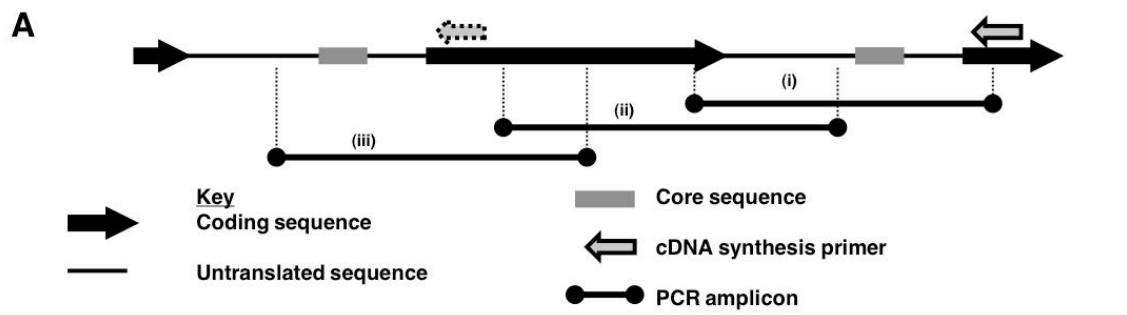 A
(i)
(ii)
(iii)
Key
Coding sequence
Untranslated sequence
Core sequence
cDNA synthesis primer
PCR amplicon